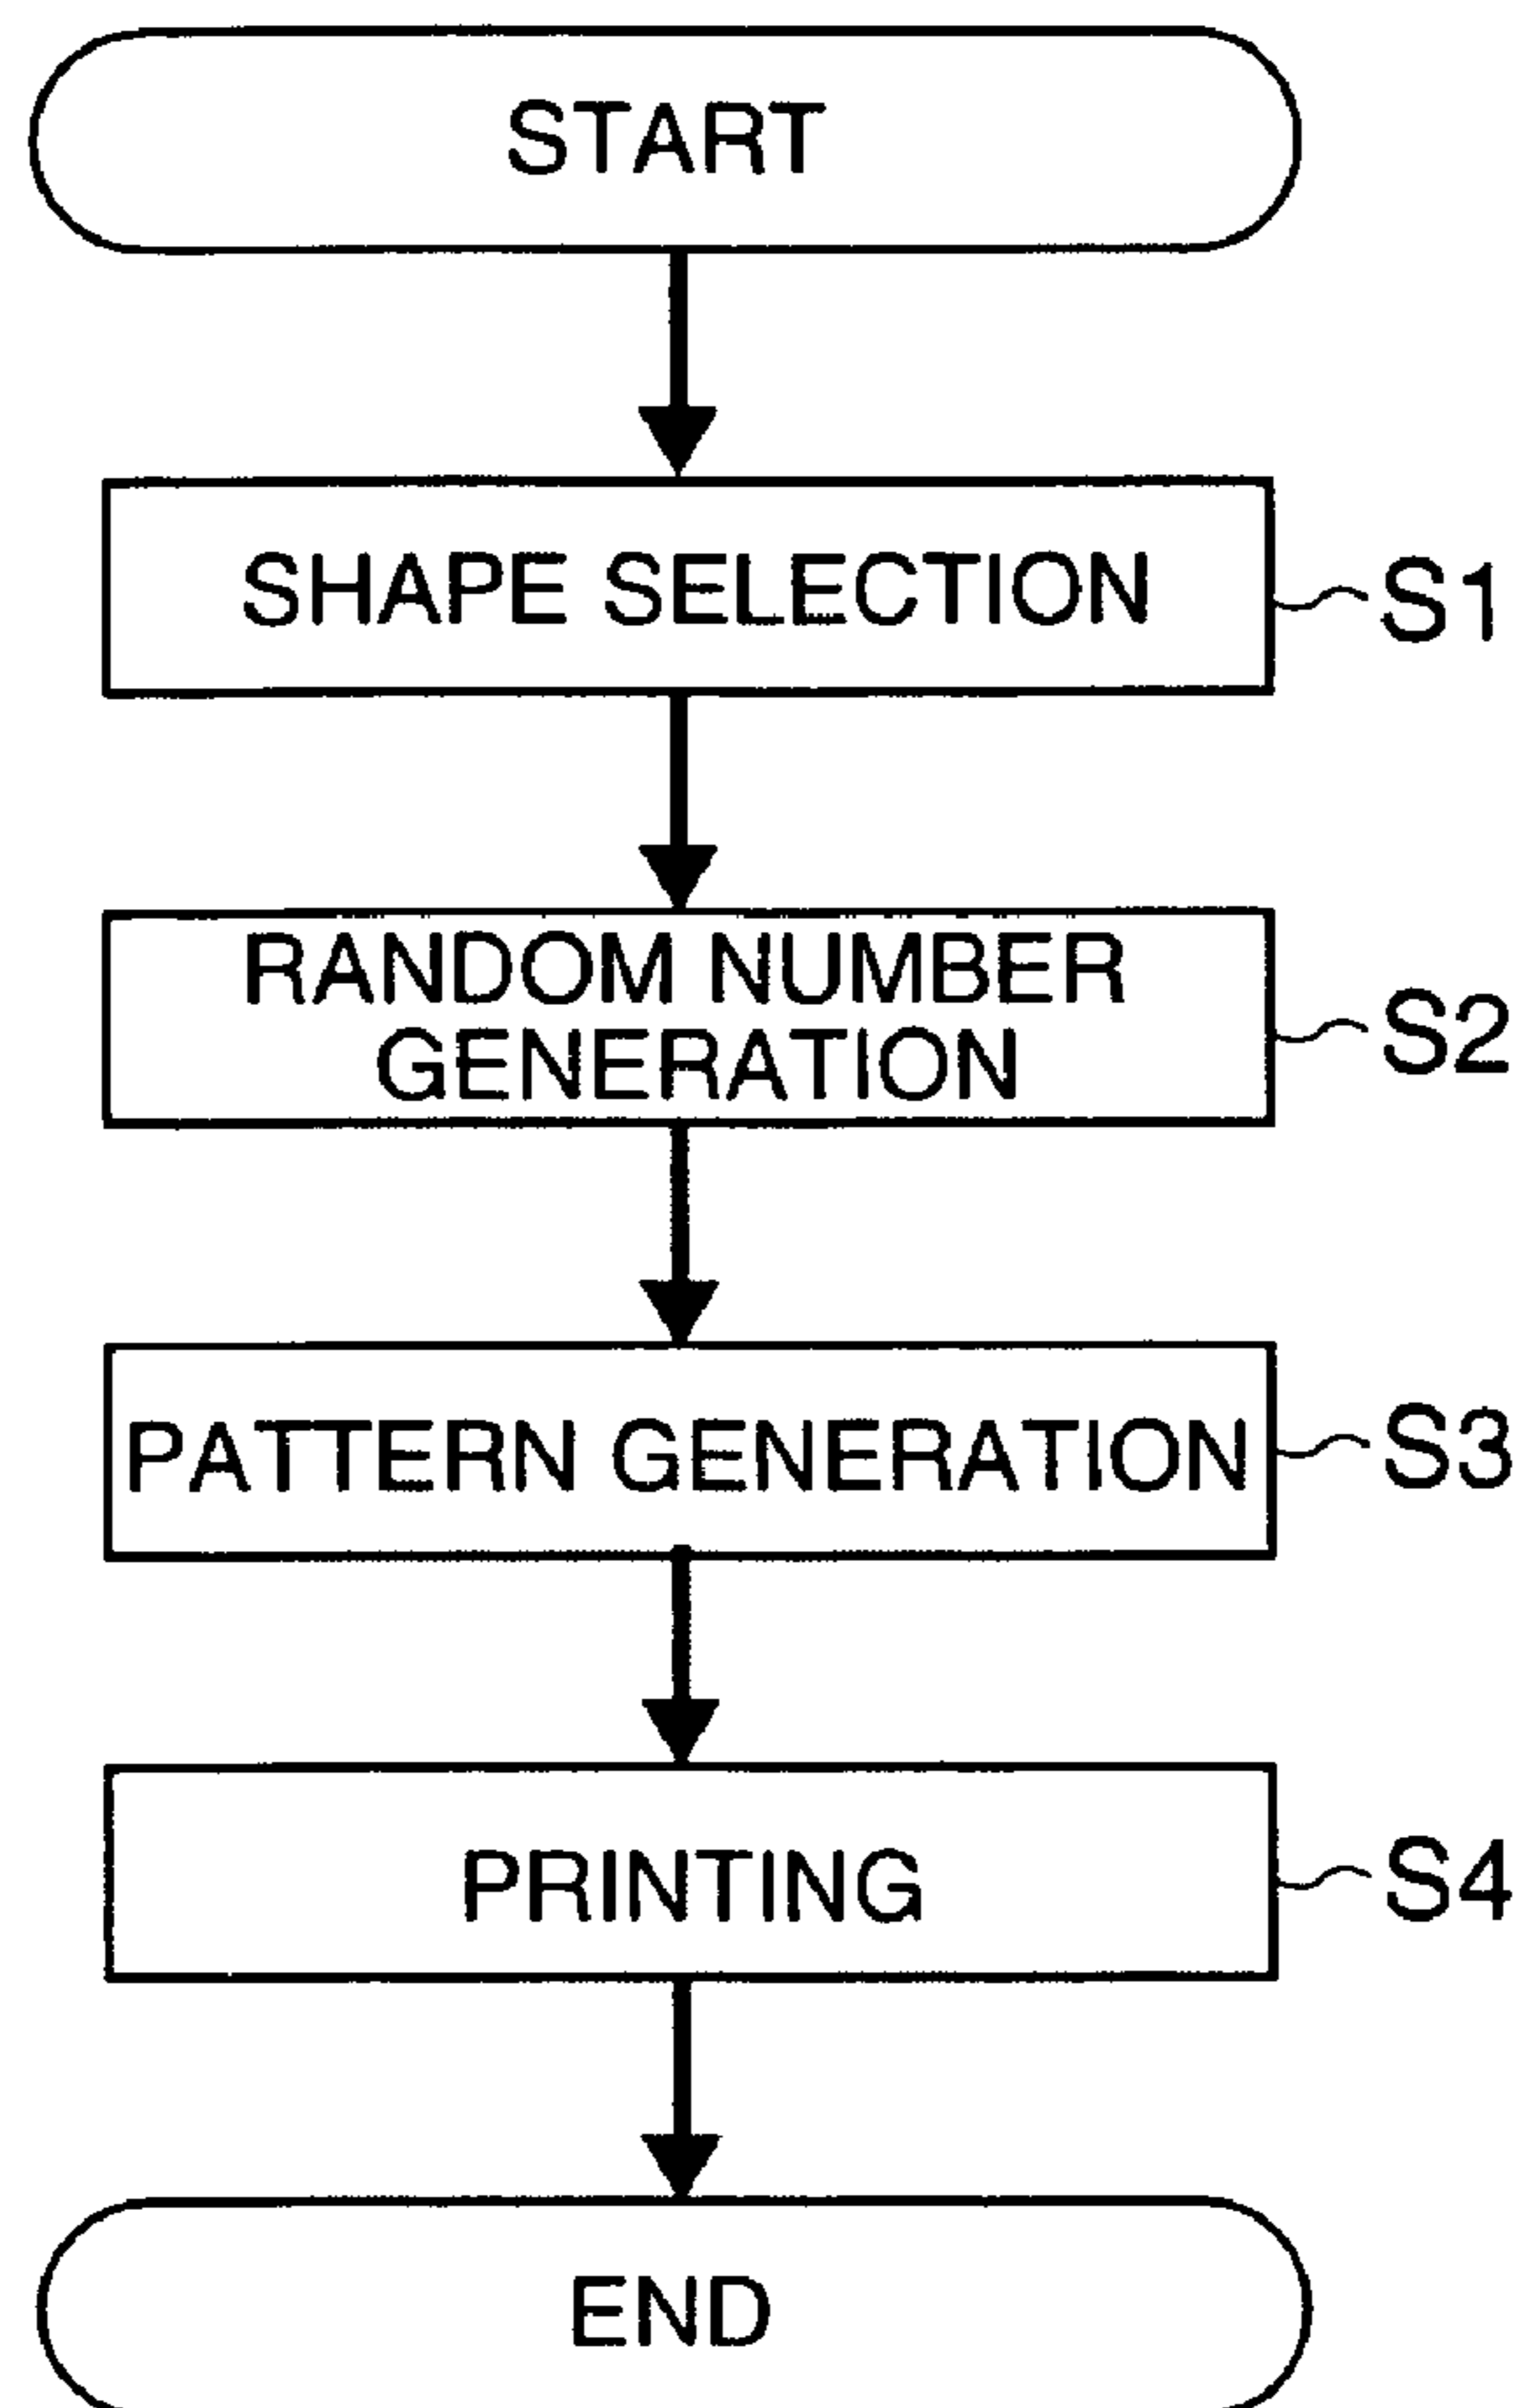 START
SHAPE SELECTION
S1
RANDOM NUMBER
GENERATION
S2
PATTERN GENERATION
S3
PRINTING
S4
END